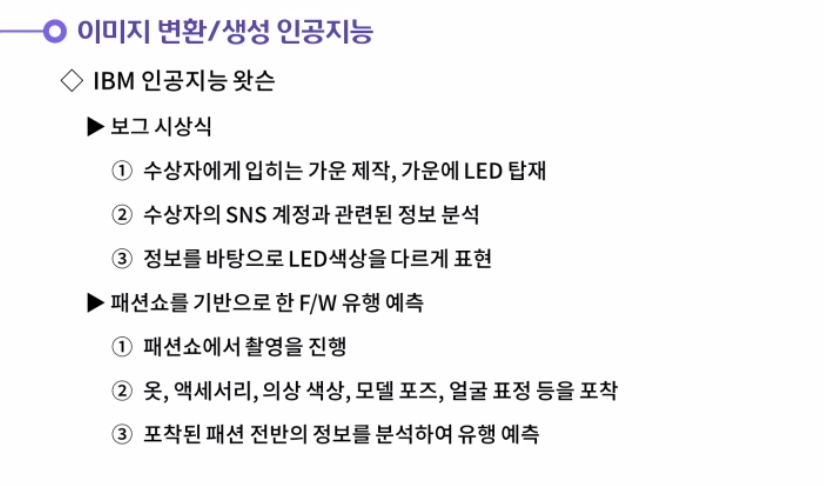 이미지 변환/생성 인공지능
◇ IBM 인공지능 왓슨
▶ 보그 시상식
① 수상자에게 입히는 가운 제작, 가운에 LED 탑재
② 수상자의 SNS 계정과 관련된 정보 분석
③ 정보를 바탕으로 LED색상을 다르게 표현
▶ 패션쇼를 기반으로 한 F/W 유행 예측
① 패션쇼에서 촬영을 진행
② 옷, 액세서리, 의상 색상, 모델 포즈, 얼굴 표정 등을 포착
③ 포착된 패션 전반의 정보를 분석하여 유행 예측